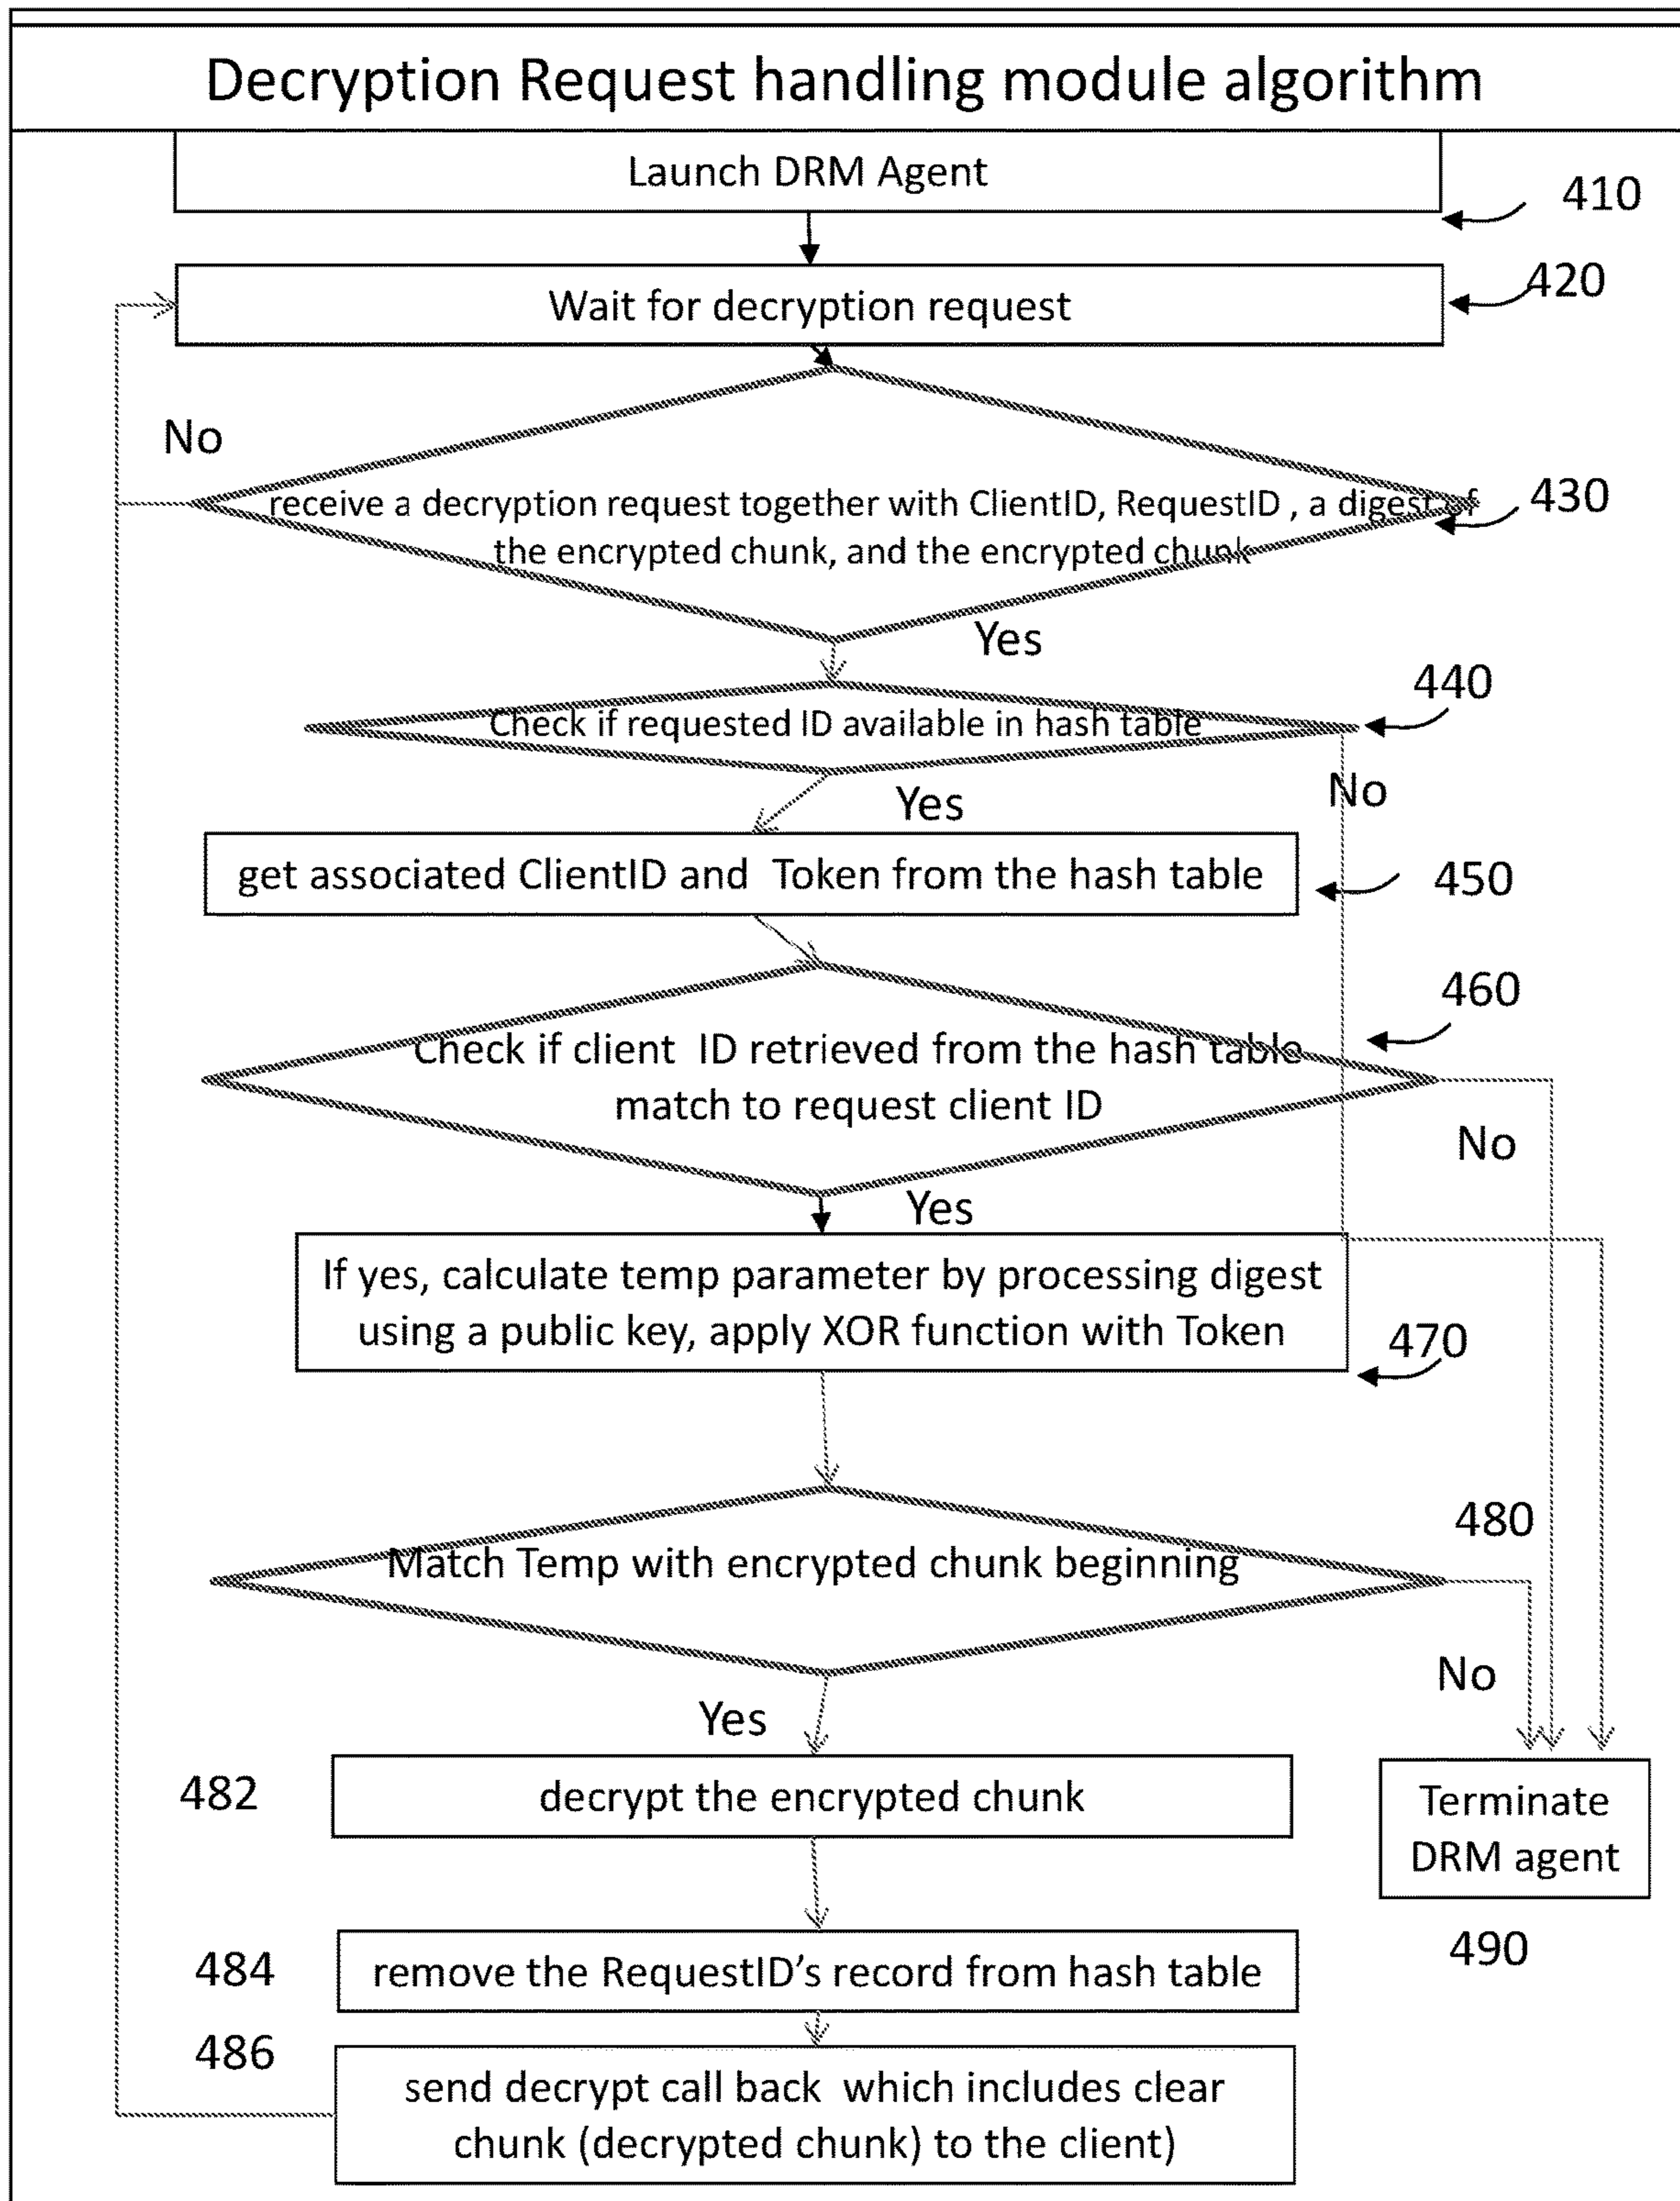 Decryption Request handling module algorithm
Launch DRM Agent
410
Wait for decryption request
420
No
receive a decryption request together with ClientID, RequestID , a digest of
the encrypted chunk, and the encrypted chunk
430
Yes
440
Check if requested ID available in hash table
No
Yes
get associated ClientID and Token from the hash table
450
460
Check if client ID retrieved from the hash table
match to request client ID
No
Yes
If yes, calculate temp parameter by processing digest
using a public key, apply XOR function with Token
470
480
Match Temp with encrypted chunk beginning
No
Yes
482
decrypt the encrypted chunk
Terminate
DRM agent
490
484
remove the RequestID’s record from hash table
486
send decrypt call back which includes clear
chunk (decrypted chunk) to the client)